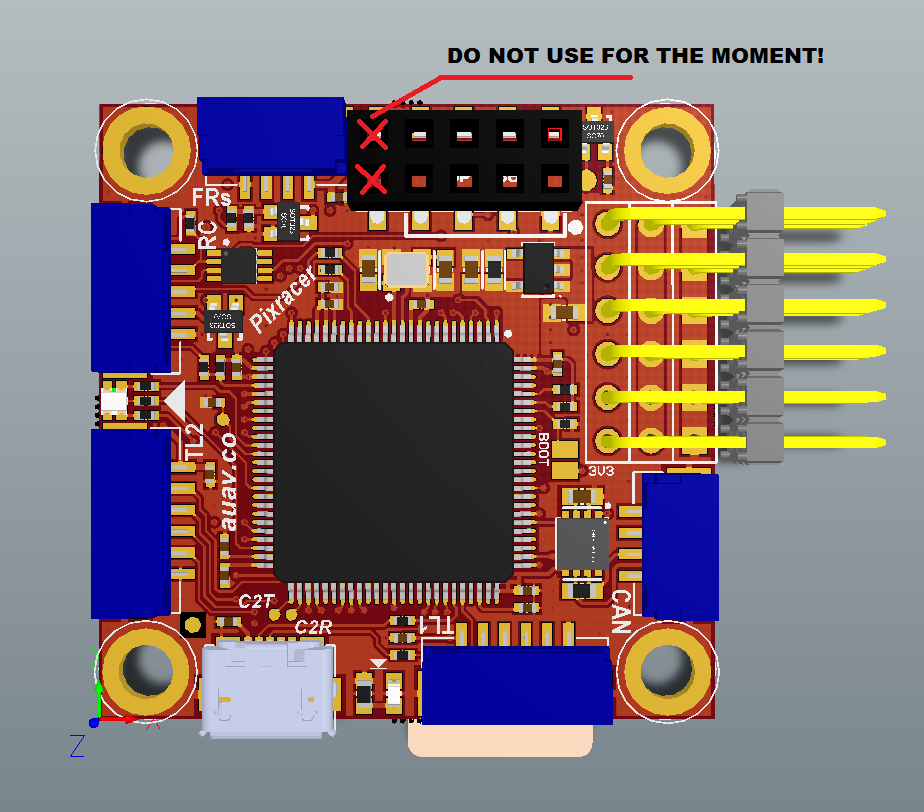 DO NOT USE FOR THE MOMENT!
FRs
RC
Pixracer
TL2
auav.co
BOOT
3V3
CAN
C2T
C2R
TL1
Z